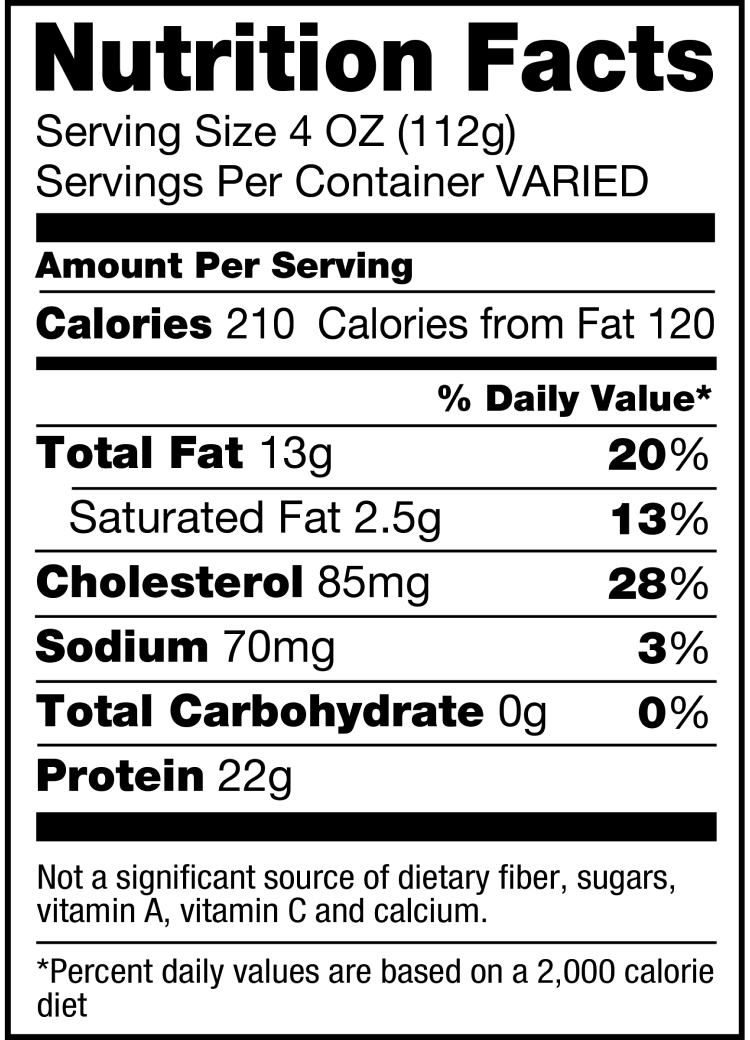 Nutrition Facts
Serving Size 4 OZ (112g)
Servings Per Container VARIED
Amount Per Serving
Calories 210 Calories from Fat 120
% Daily Value*
Total Fat 13g 20%
Saturated Fat 2.5g 13%
Cholesterol 85mg 28%
Sodium 70mg 3%
Total Carbohydrate 0g 0%
Protein 22g
Not a significant source of dietary fiber, sugars,
vitamin A, vitamin C and calcium.
*Percent daily values are based on a 2,000 calorie
diet